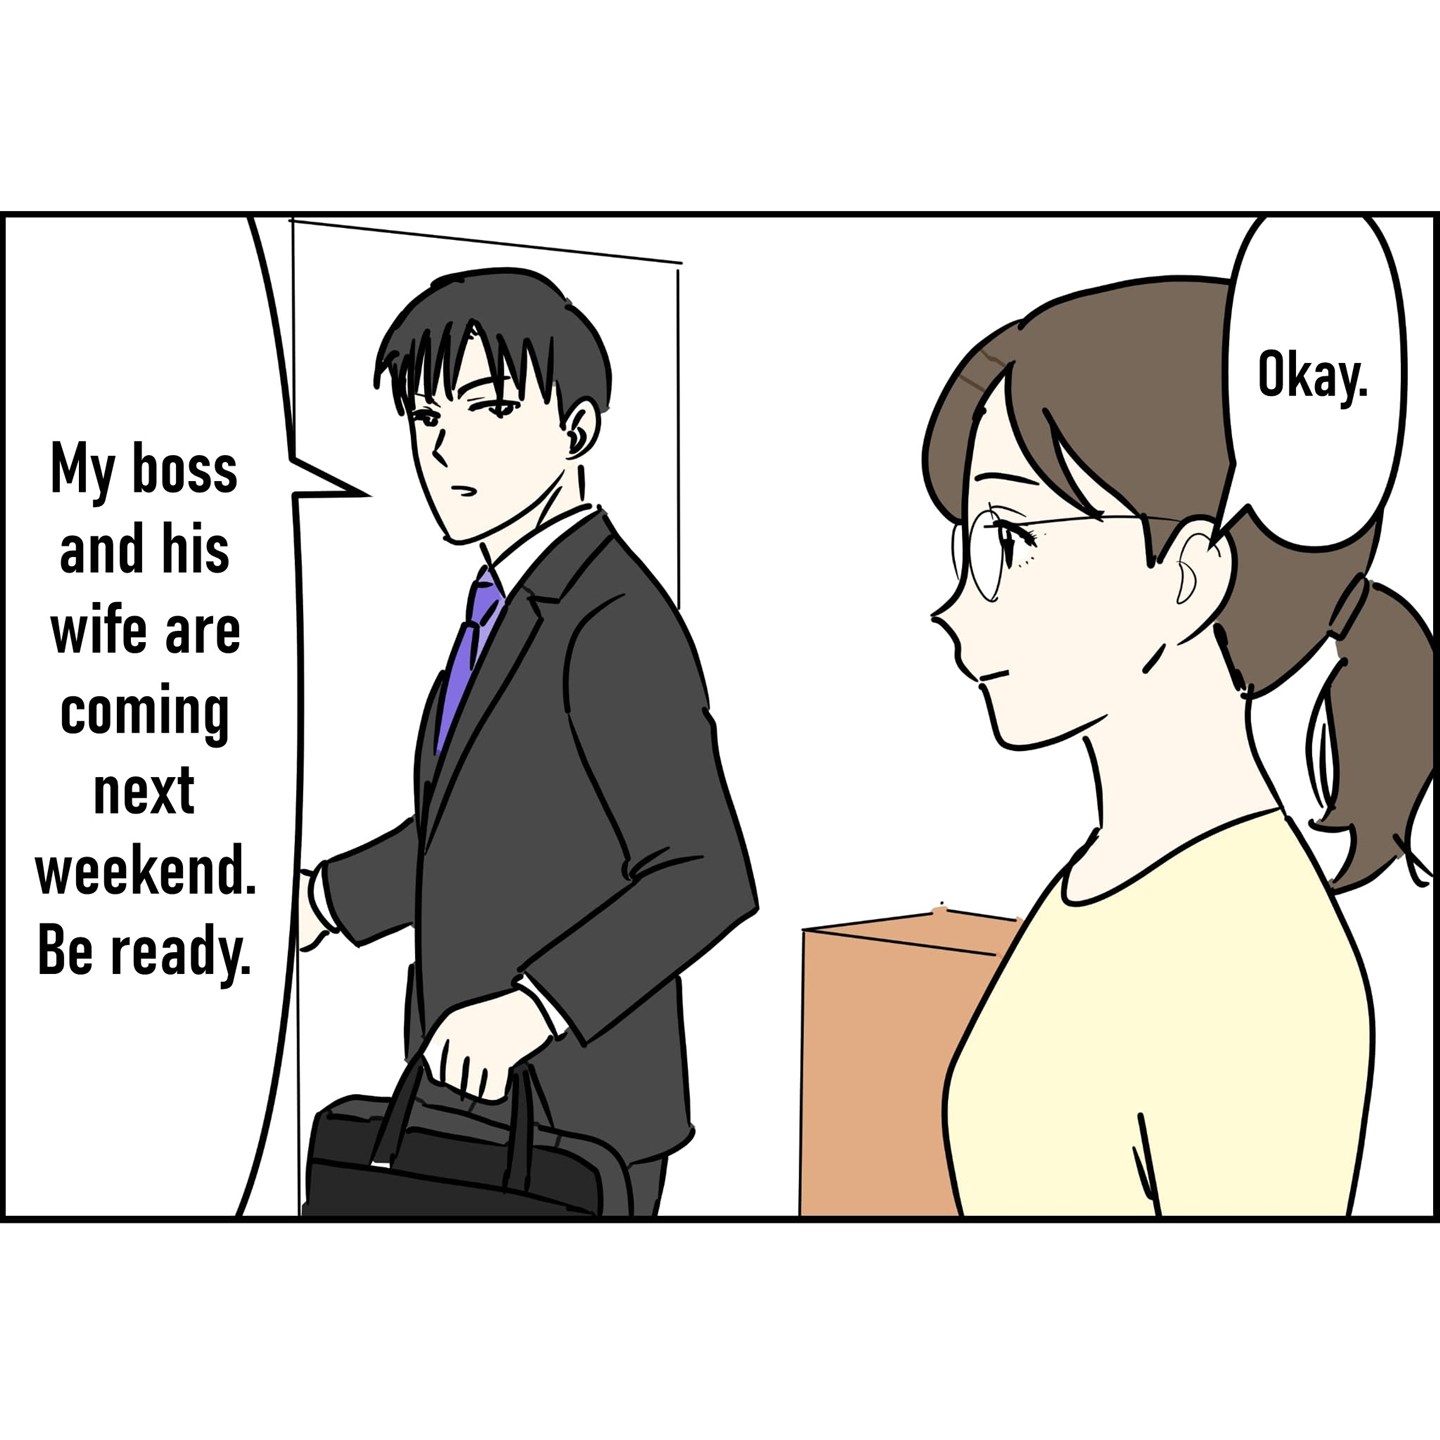 My boss
and his
wife are
coming
next
weekend.
Be ready.
Okay.